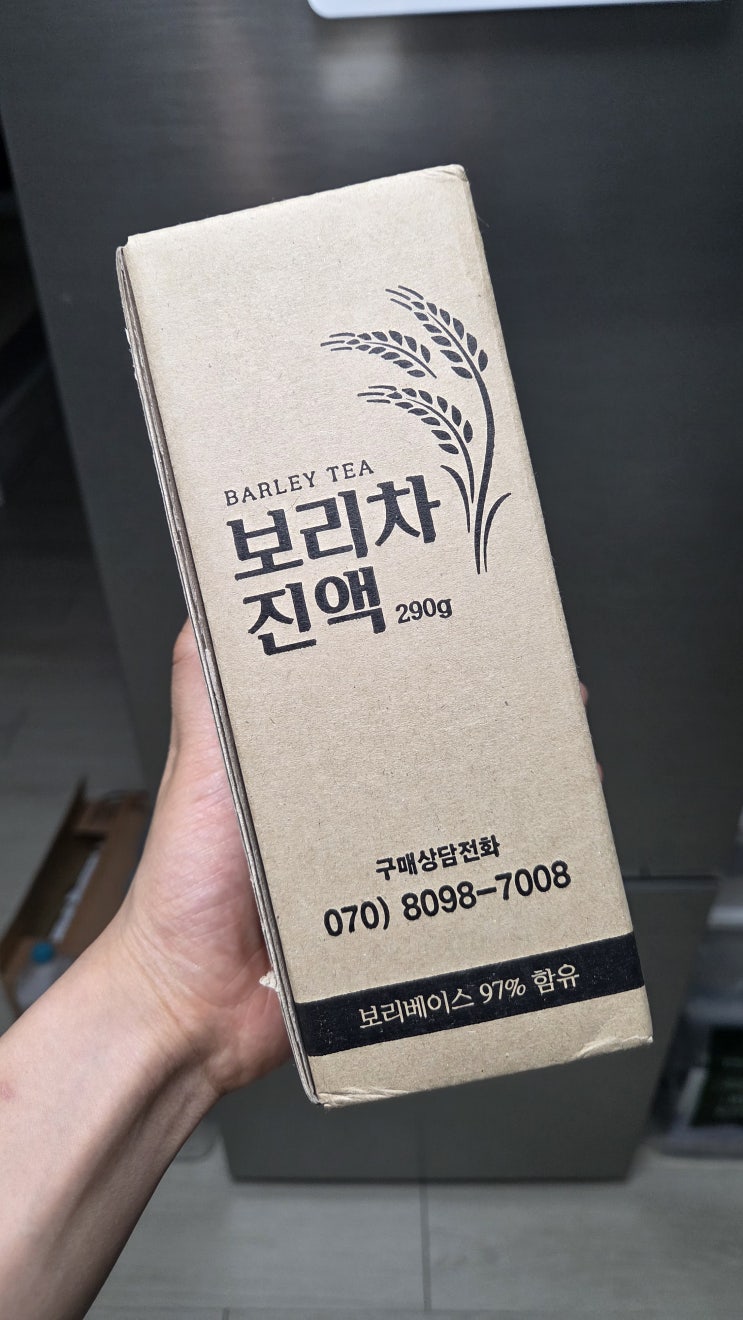 BARLEY TEA
보리차
진액 290g
구매상담전화
070) 8098-7008
보리베이스 97% 함유